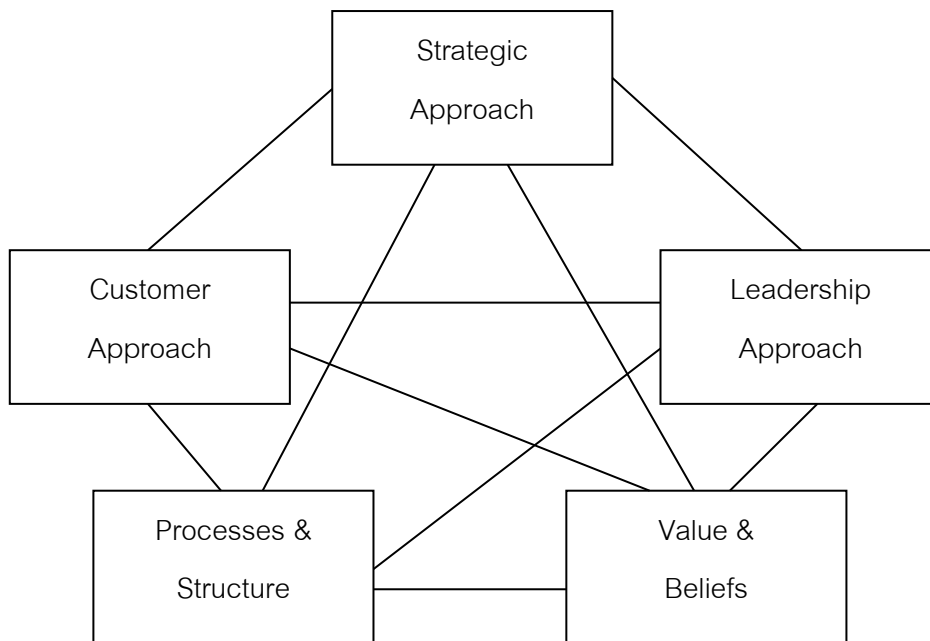 Strategic
Approach
Customer
Approach
Leadership
Approach
Processes &
Structure
Value &
Beliefs